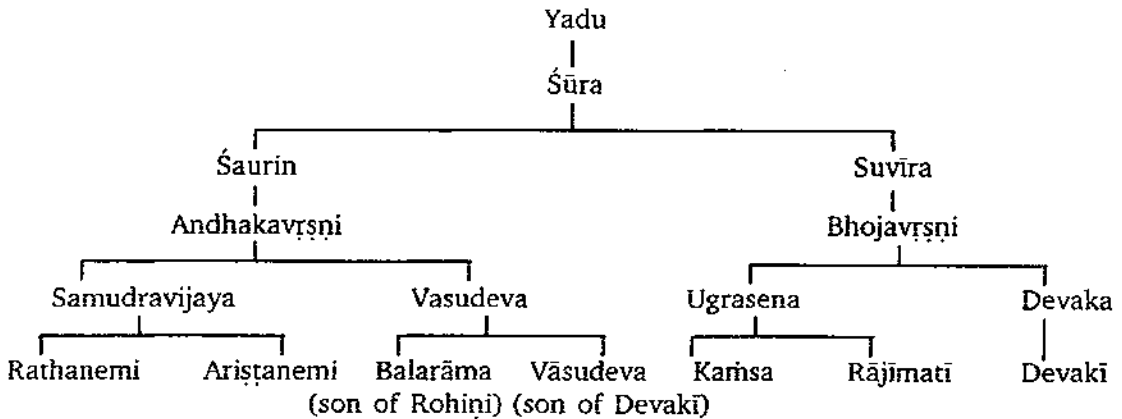 Yadu
Śūra
Śaurin Suvīra
Andhakavṛṣṇi Bhojavṛṣṇi
Samudravijaya Vasudeva Ugrasena Devaka
Rathanemi Ariṣṭanemi Balarāma Vāsudeva Kaṁsa Rājīmatī Devakī
(son of Rohiṇi) (son of Devakī)